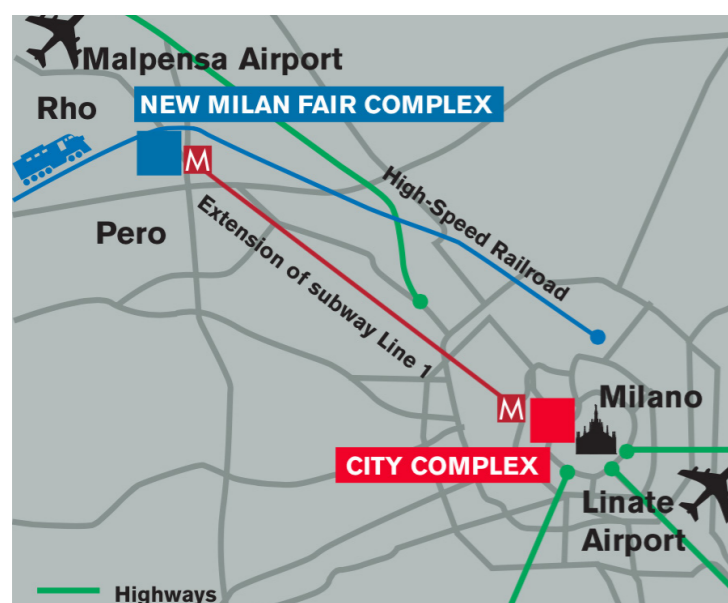 Malpensa Airport
Rho
NEW MILAN FAIR COMPLEX
M
Pero
High-Speed Railroad
Extension of subway Line 1
M
Milano
CITY COMPLEX
Linate
Airport
Highways